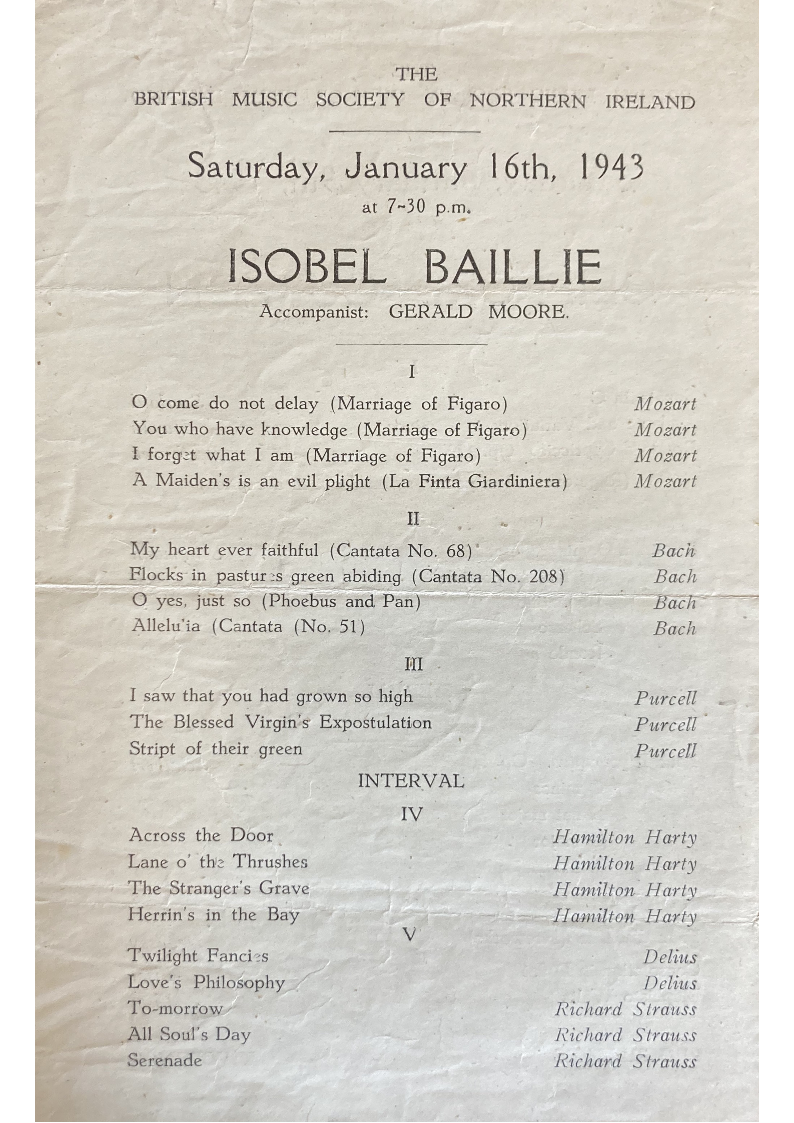 THE
BRITISH MUSIC SOCIETY OF NORTHERN IRELAND
Saturday, January 16th, 1943
at 7-30 p.m.
ISOBEL BAILLIE
Accompanist: GERALD MOORE.
I
O come do not delay (Marriage of Figaro) Mozart
You who have knowledge (Marriage of Figaro) Mozart
I forget what I am (Marriage of Figaro) Mozart
A Maiden's is an evil plight (La Finta Giardiniera) Mozart
II
My heart ever faithful (Cantata No. 68) Bach
Flocks in pastures green abiding (Cantata No. 208) Bach
O yes, just so (Phoebus and Pan) Bach
Allelu'ia (Cantata (No. 51) Bach
III
I saw that you had grown so high Purcell
The Blessed Virgin's Expostulation Purcell
Stript of their green Purcell
INTERVAL
IV
Across the Door Hamilton Harty
Lane o' the Thrushes Hamilton Harty
The Stranger's Grave Hamilton Harty
Herrin's in the Bay Hamilton Harty
V
Twilight Fancies Delius
Love's Philosophy Delius
To-morrow Richard Strauss
All Soul's Day Richard Strauss
Serenade Richard Strauss